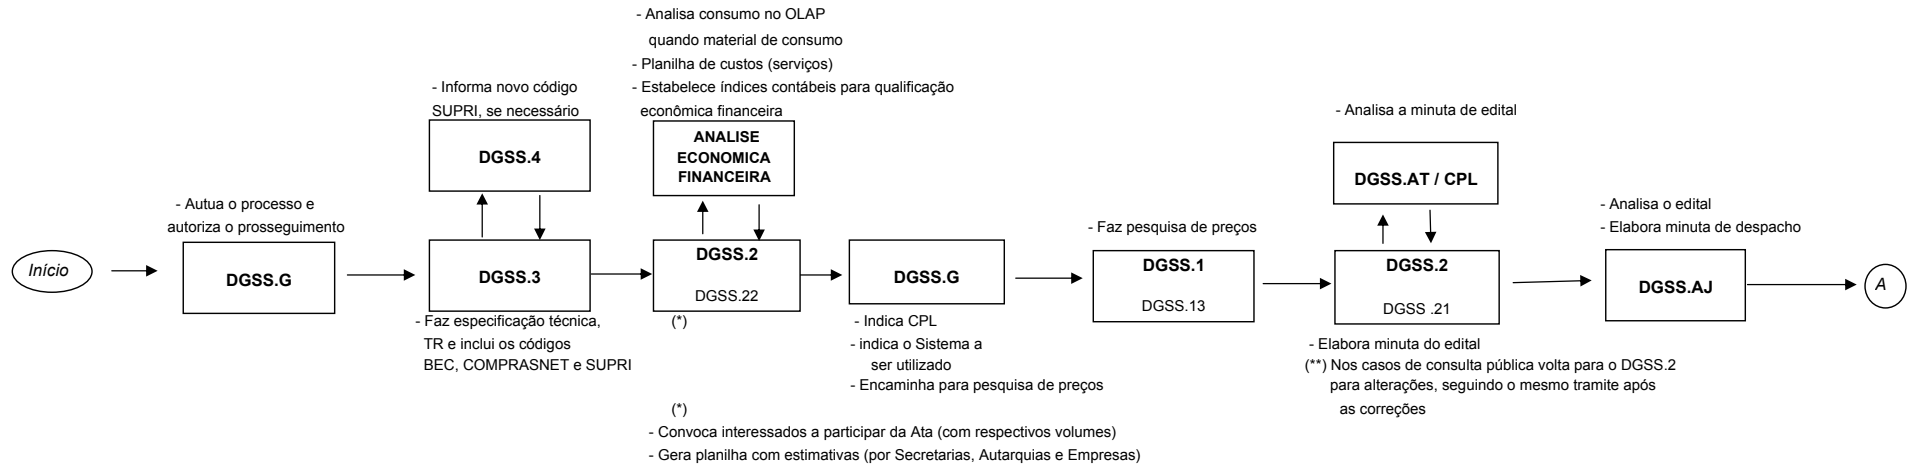 - Analisa consumo no OLAP
quando material de consumo
- Planilha de custos (serviços)
- Estabelece índices contábeis para qualificação
econômica financeira
- Informa novo código
SUPRI, se necessário
- Analisa a minuta de edital
DGSS.4
ANALISE
ECONOMICA
FINANCEIRA
DGSS.AT / CPL
- Autua o processo e
autoriza o prosseguimento
- Faz pesquisa de preços
- Analisa o edital
- Elabora minuta de despacho
Início
DGSS.G
DGSS.3
DGSS.2
DGSS.22
DGSS.G
DGSS.1
DGSS.13
DGSS.2
DGSS .21
DGSS.AJ
A
- Faz especificação técnica,
TR e inclui os códigos
BEC, COMPRASNET e SUPRI
(*)
- Indica CPL
- indica o Sistema a
ser utilizado
- Encaminha para pesquisa de preços
- Elabora minuta do edital
(**) Nos casos de consulta pública volta para o DGSS.2
para alterações, seguindo o mesmo tramite após
as correções
(*)
- Convoca interessados a participar da Ata (com respectivos volumes)
- Gera planilha com estimativas (por Secretarias, Autarquias e Empresas)